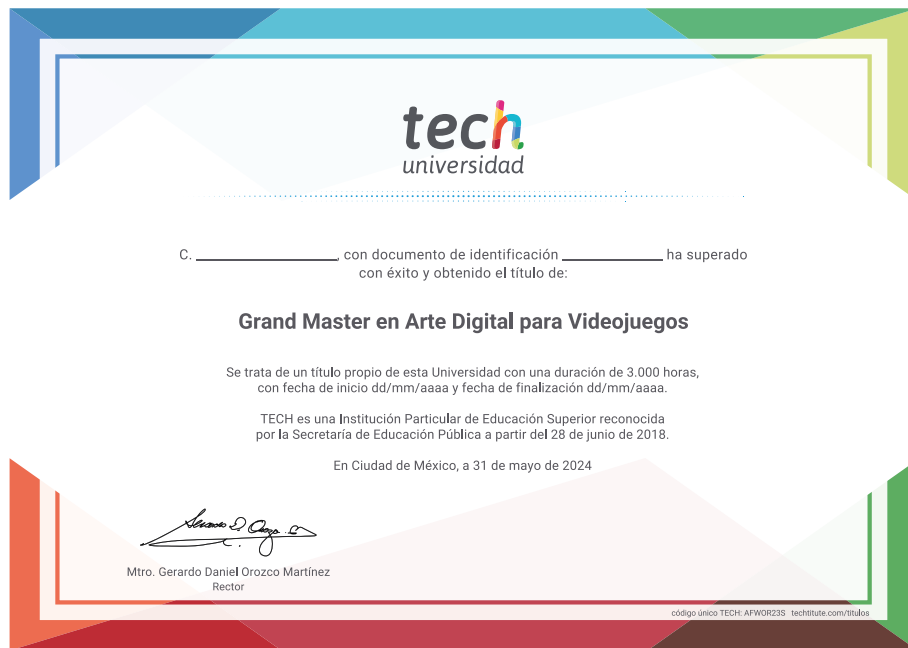 tech
universidad
C. ____________, con documento de identificación ____________ ha superado
con éxito y obtenido el título de:
Grand Master en Arte Digital para Videojuegos
Se trata de un título propio de esta Universidad con una duración de 3.000 horas,
con fecha de inicio dd/mm/aaaa y fecha de finalización dd/mm/aaaa.
TECH es una Institución Particular de Educación Superior reconocida
por la Secretaría de Educación Pública a partir del 28 de junio de 2018.
En Ciudad de México, a 31 de mayo de 2024
Mtro. Gerardo Daniel Orozco Martínez
Rector
código único TECH: AFWOR23S techtitute.com/titulos